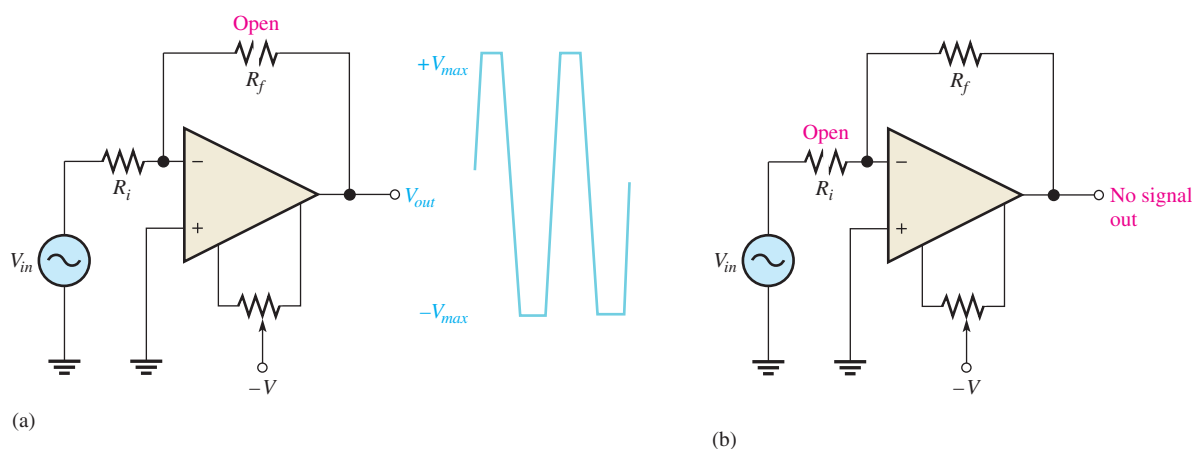 Open
R_f
+V_max
R_i
−
+
V_out
V_in
−V_max
−V
(a)
R_f
Open
R_i
−
+
No signal
out
V_in
−V
(b)